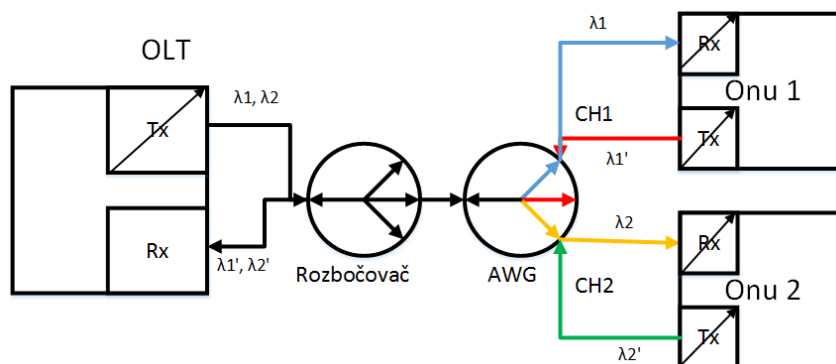 OLT
Tx
λ1, λ2
Rx
λ1', λ2'
Rozbočovač
AWG
λ1
CH1
λ1'
Rx
Onu 1
Tx
λ2
CH2
λ2'
Rx
Onu 2
Tx